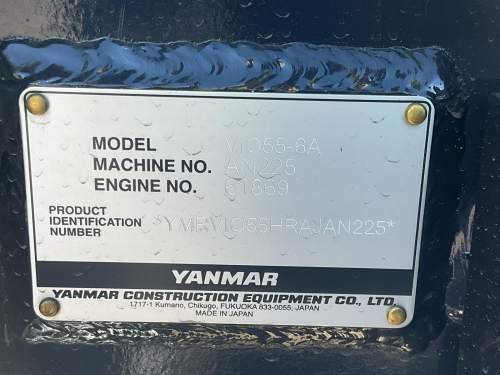 MODEL ViO55-6A
MACHINE NO. AN225
ENGINE NO. 61869
PRODUCT
IDENTIFICATION
NUMBER *YMRVIO55HRAJAN225*
YANMAR
YANMAR CONSTRUCTION EQUIPMENT CO., LTD.
1717-1 Kumano, Chikugo, FUKUOKA 833-0055, JAPAN
MADE IN JAPAN